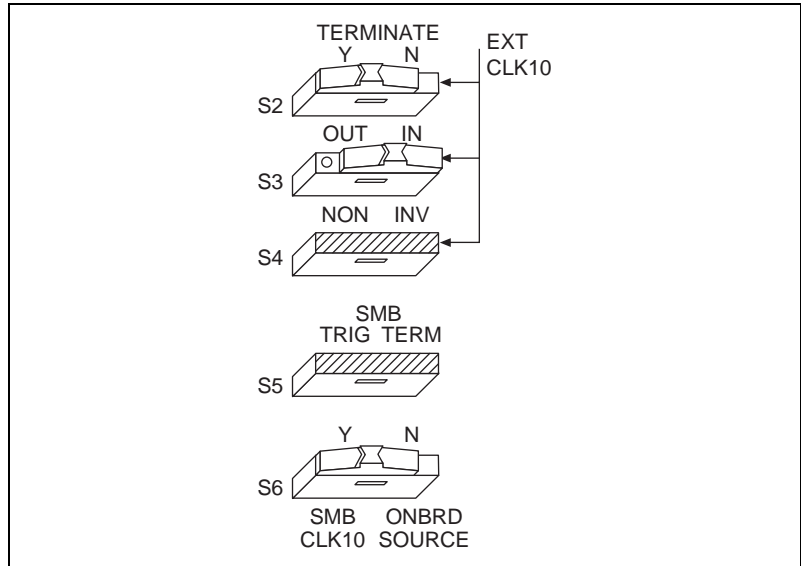 TERMINATE
Y N
EXT
CLK10
S2
OUT IN
S3
NON INV
S4
SMB
TRIG TERM
S5
Y N
S6
SMB ONBRD
CLK10 SOURCE